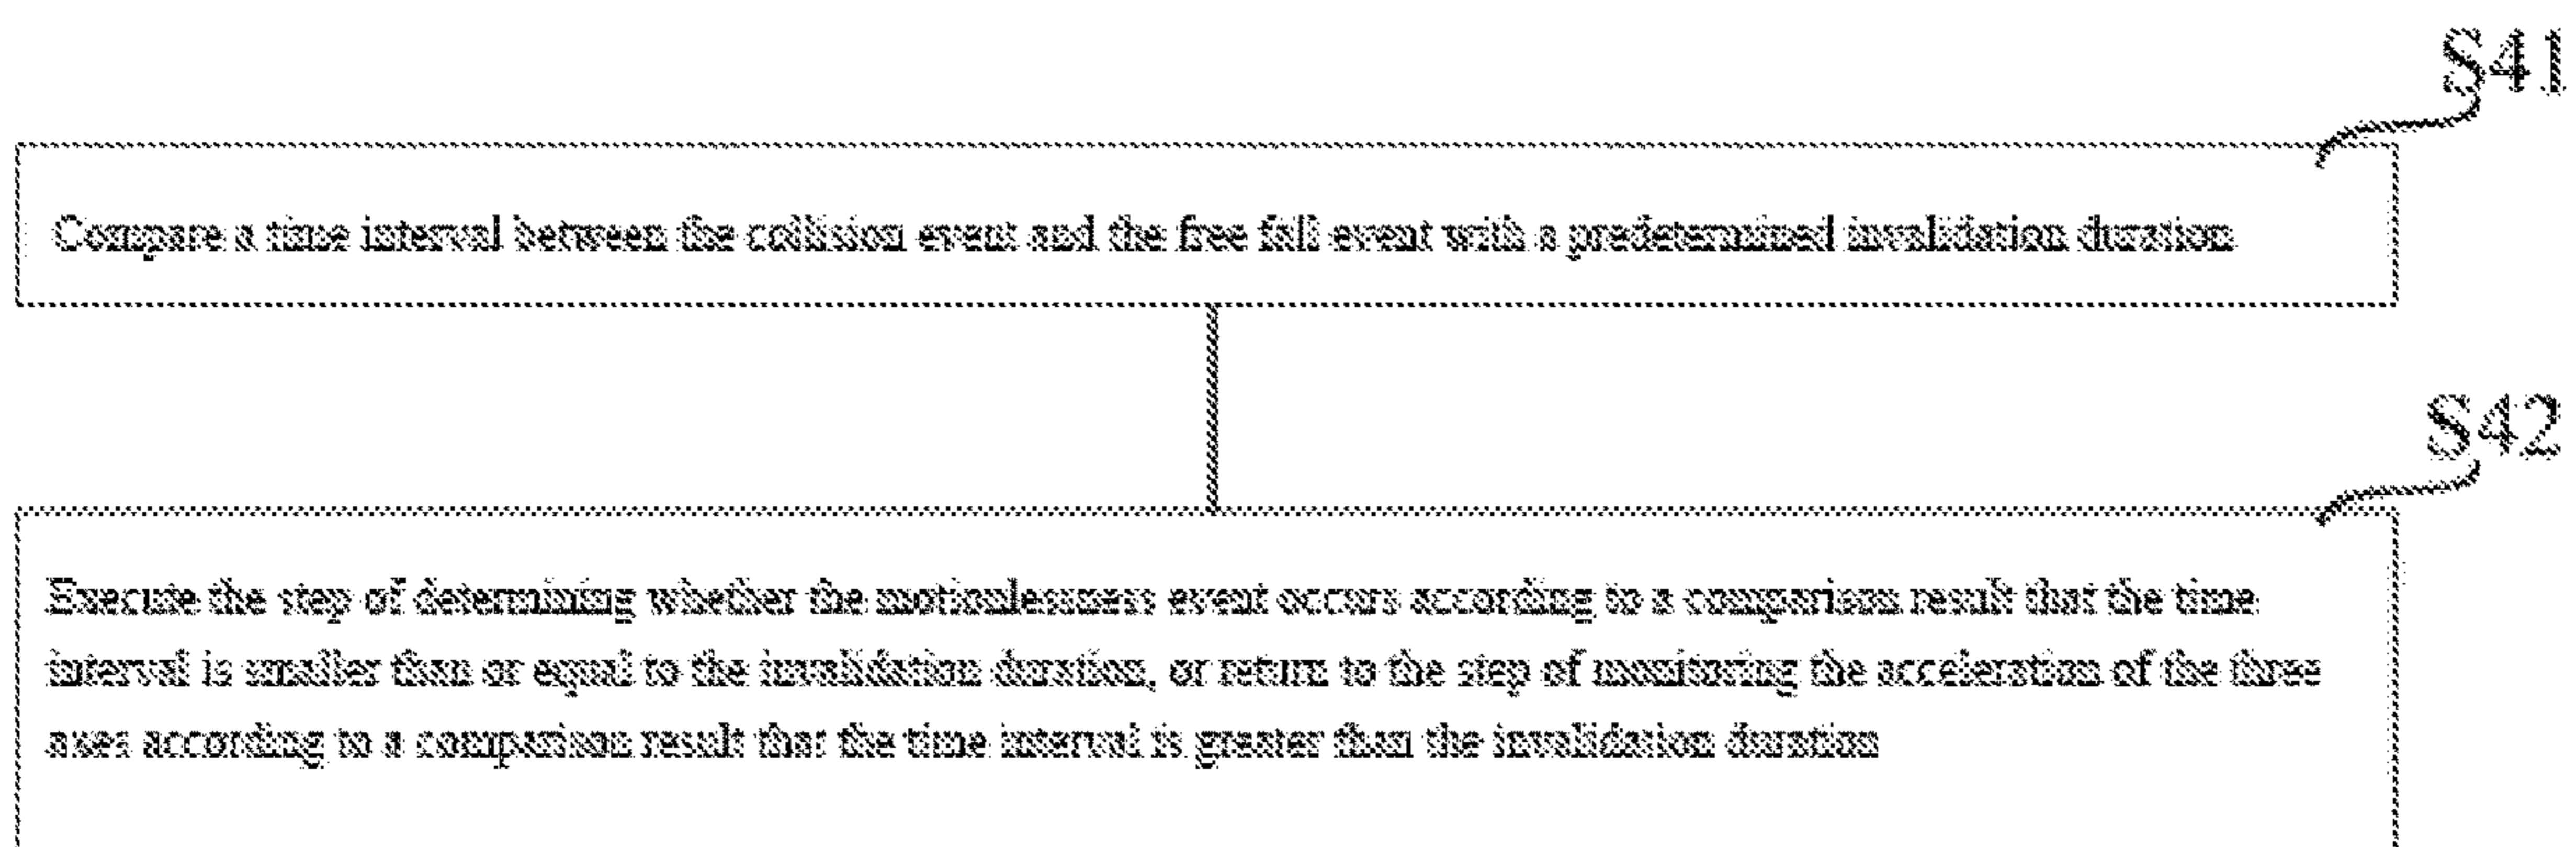 S41
Compare a time interval between the collision event and the free fall event with a predetermined invalidation duration
S42
Execute the step of determining whether the motionlessness event occurs according to a comparison result that the time
interval is smaller than or equal to the invalidation duration, or return to the step of monitoring the acceleration of the three
axes according to a comparison result that the time interval is greater than the invalidation duration